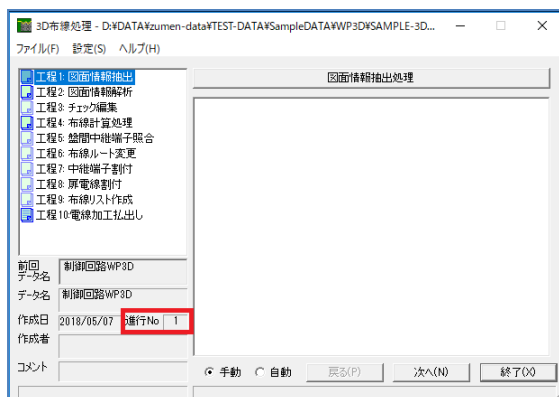 3D布線処理 - D:¥DATA¥zumen-data¥TEST-DATA¥SampleDATA¥WP3D¥SAMPLE-3D...
ファイル(F) 設定(S) ヘルプ(H)
工程1: 図面情報抽出
工程2: 図面情報解析
工程3: チェック編集
工程4: 布線計算処理
工程5: 盤間中継端子照合
工程6: 布線ルート変更
工程7: 中継端子割付
工程8: 扉電線割付
工程9: 布線リスト作成
工程10:電線加工払出し
図面情報抽出処理
前回
データ名 制御回路WP3D
データ名 制御回路WP3D
作成日 2018/05/07 進行No 1
作成者
コメント
手動 自動 戻る(P) 次へ(N) 終了(X)